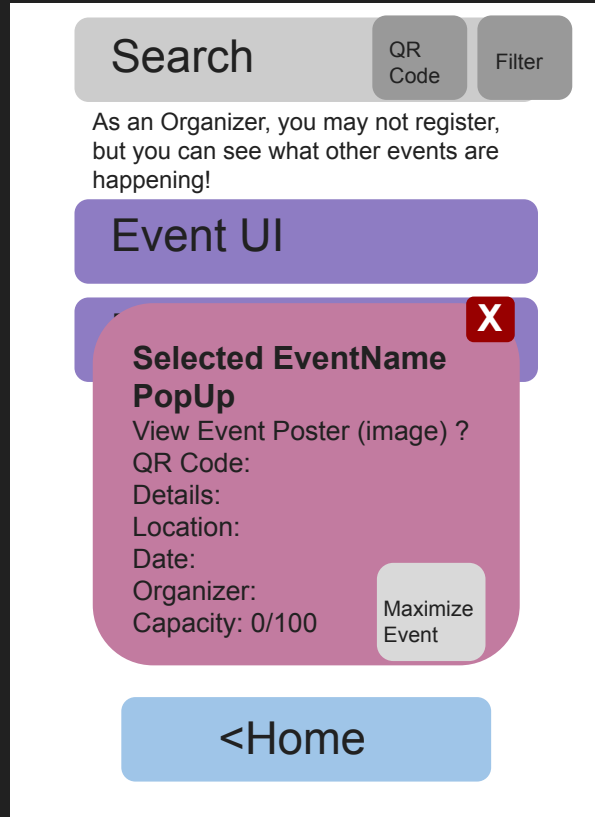 Search
QR
Code
Filter
As an Organizer, you may not register,
but you can see what other events are
happening!
Event UI
X
Selected EventName
PopUp
View Event Poster (image) ?
QR Code:
Details:
Location:
Date:
Organizer:
Capacity: 0/100
Maximize
Event
<Home